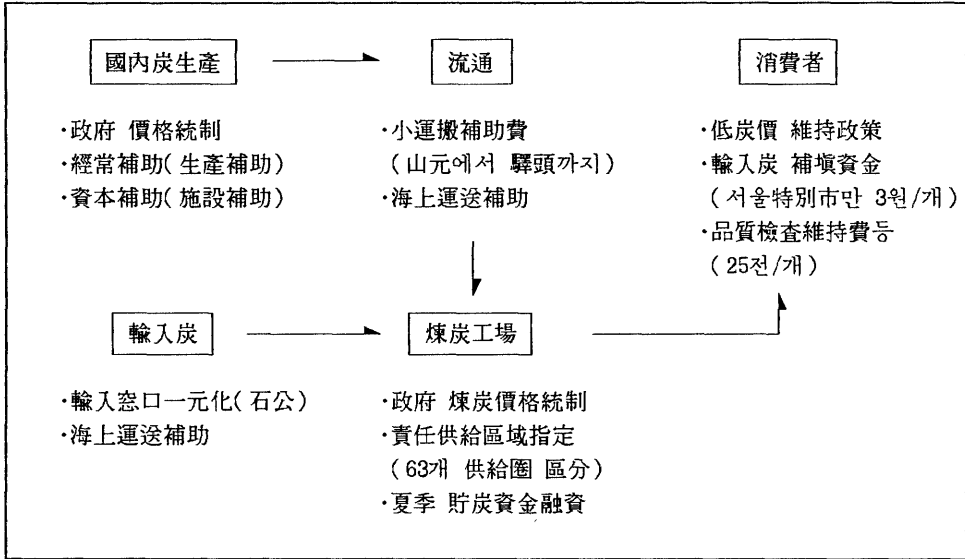 國內炭生產
·政府 價格統制
·經常補助(生產補助)
·資本補助(施設補助)
流通
·小運搬補助費
(山元에서 驛頭까지)
·海上運送補助
消費者
·低炭價 維持政策
·輸入炭 補塡資金
(서울特別市만 3원/개)
·品質檢査維持費등
(25전/개)
輸入炭
·輸入窓口一元化(石公)
·海上運送補助
煉炭工場
·政府 煉炭價格統制
·責任供給區域指定
(63개 供給圈 區分)
·夏季 貯炭資金融資